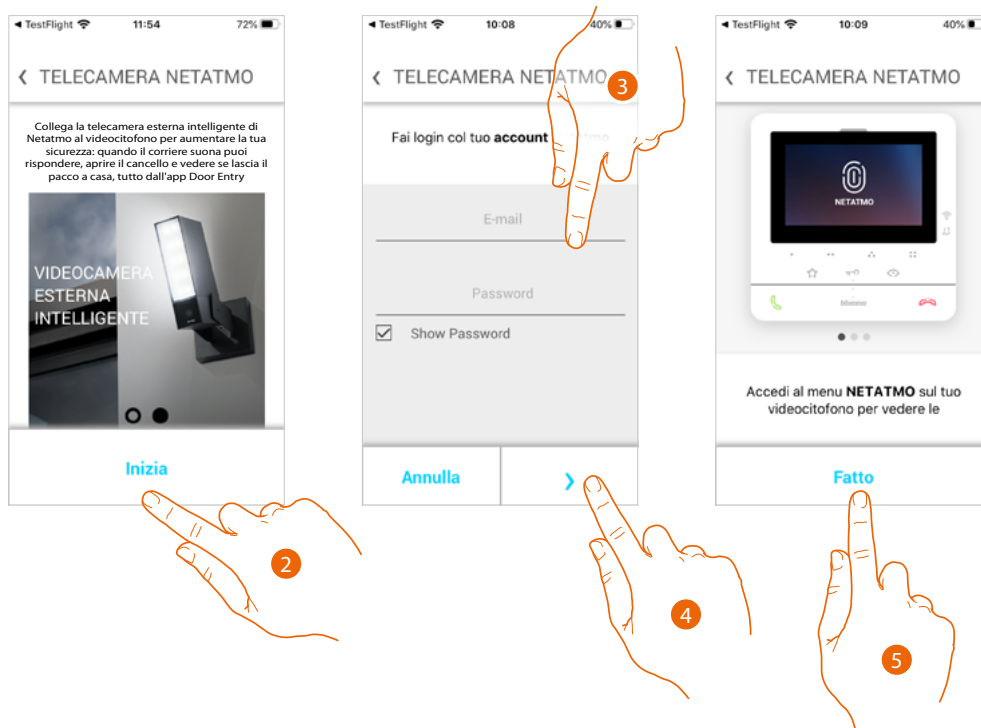 ◄ TestFlight 11:54 72%
TELECAMERA NETATMO
Collega la telecamera esterna intelligente di
Netatmo al videocitofono per aumentare la tua
sicurezza: quando il corriere suona puoi
rispondere, aprire il cancello e vedere se lascia il
pacco a casa, tutto dall'app Door Entry
VIDEOCAMERA
ESTERNA
INTELLIGENTE
Inizia
2
◄ TestFlight 10:08 40%
TELECAMERA NETATMO
3
Fai login col tuo account
E-mail
Password
Show Password
Annulla
4
◄ TestFlight 10:09 40%
TELECAMERA NETATMO
NETATMO
bticino
Accedi al menu NETATMO sul tuo
videocitofono per vedere le
Fatto
5